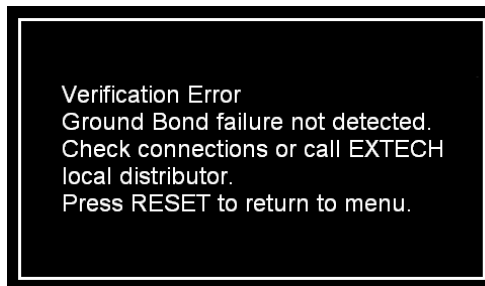 Verification Error
Ground Bond failure not detected.
Check connections or call EXTECH
local distributor.
Press RESET to return to menu.